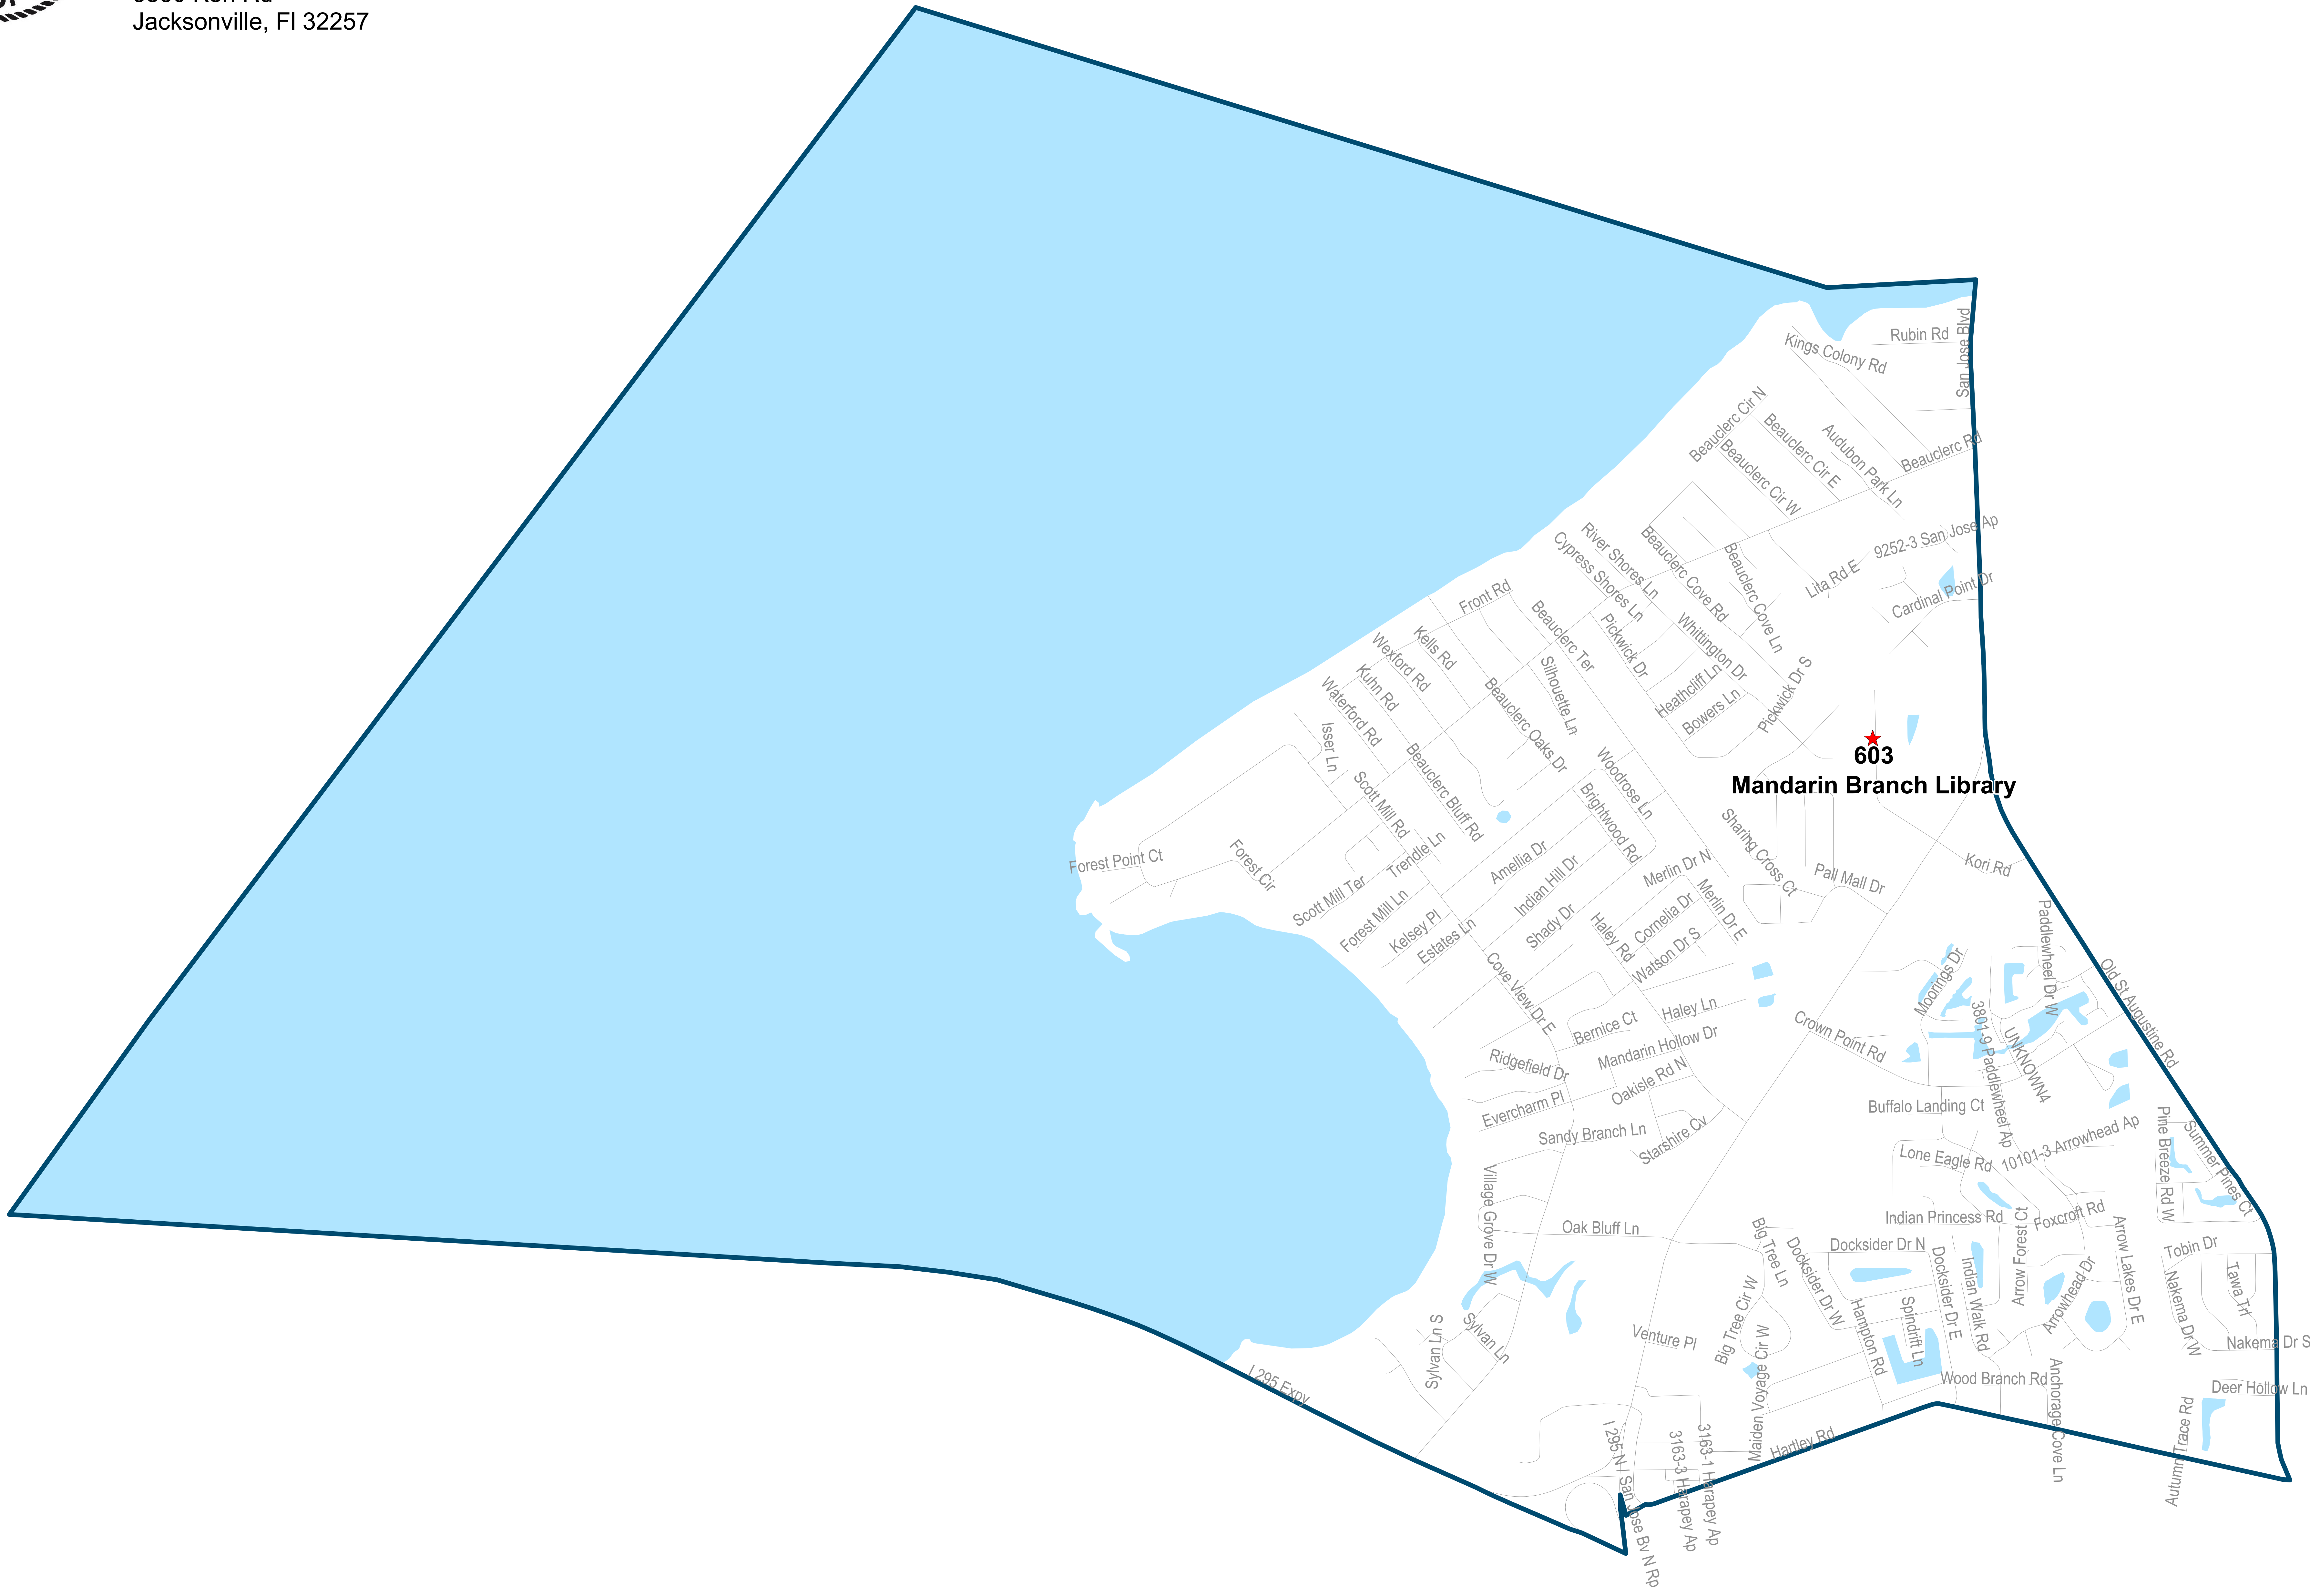 Jacksonville, Fl 32257
Rubin Rd
San Jose Blvd
Kings Colony Rd
Beauclerc Cir N
Beauclerc Cir E
Beauclerc Cir W
Audubon Park Ln
Beauclerc Rd
9252-3 San Jose Ap
River Shores Ln
Cypress Shores Ln
Beauclerc Cove Rd
Beauclerc Cove Ln
Lita Rd E
Cardinal Point Dr
Front Rd
Beauclerc Ter
Pickwick Dr
Whittington Dr
Kells Rd
Wexford Rd
Kuhn Rd
Waterford Rd
Silhouette Ln
Heathcliff Ln
Bowers Ln
Pickwick Dr S
Beauclerc Oaks Dr
Isser Ln
Beauclerc Bluff Rd
Woodrose Ln
603
Mandarin Branch Library
Scott Mill Rd
Brightwood Rd
Sharing Cross Ct
Forest Point Ct
Forest Cir
Trendle Ln
Amellia Dr
Merlin Dr N
Kori Rd
Pall Mall Dr
Scott Mill Ter
Forest Mill Ln
Indian Hill Dr
Merlin Dr E
Kelsey Pl
Estates Ln
Shady Dr
Haley Rd
Cornelia Dr
Watson Dr S
Paddlewheel Dr W
Cove View Dr E
Moorings Dr
Old St Augustine Rd
Haley Ln
Bernice Ct
Crown Point Rd
3801-9 Paddlewheel Ap
UNKNOWN4
Mandarin Hollow Dr
Ridgefield Dr
Oakisle Rd N
Evercharm Pl
Buffalo Landing Ct
Sandy Branch Ln
Starshire Cv
10101-3 Arrowhead Ap
Pine Breeze Rd W
Summer Pines Ct
Lone Eagle Rd
Village Grove Dr W
Oak Bluff Ln
Indian Princess Rd
Arrow Forest Ct
Foxcroft Rd
Big Tree Ln
Docksider Dr N
Docksider Dr W
Docksider Dr E
Indian Walk Rd
Arrowhead Dr
Arrow Lakes Dr E
Tobin Dr
Nakema Dr W
Tawa Trl
Big Tree Cir W
Hampton Rd
Spindrift Ln
Venture Pl
Sylvan Ln S
Sylvan Ln
Nakema Dr S
Maiden Voyage Cir W
Wood Branch Rd
Anchorage Cove Ln
Deer Hollow Ln
I 295 Expy
Autumn Trace Rd
Hartley Rd
I 295 N I San Jose Bv N Rp
3163-3 Harapey Ap
3163-1 Harapey Ap